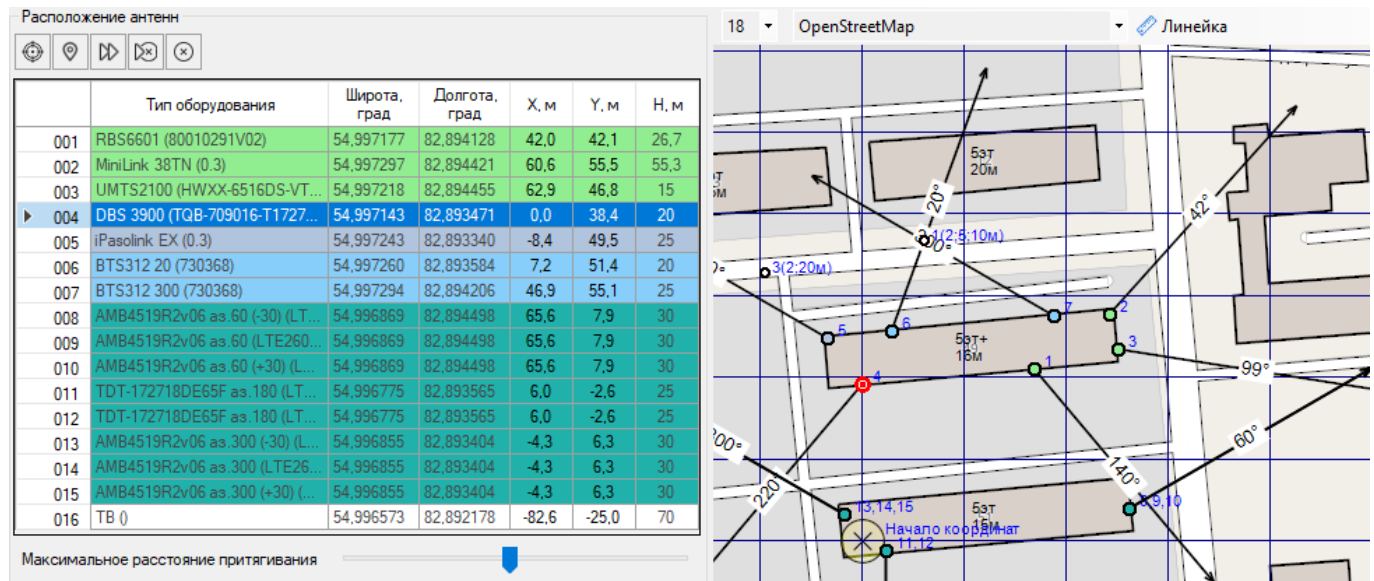 Расположение антенн
Тип оборудования Широта, град Долгота, град X, м Y, м H, м
001 RBS6601 (80010291V02) 54,997177 82,894128 42,0 42,1 26,7
002 MiniLink 38TN (0.3) 54,997297 82,894421 60,6 55,5 55,3
003 UMTS2100 (HWXX-6516DS-VT... 54,997218 82,894455 62,9 46,8 15
004 DBS 3900 (TQB-709016-T1727... 54,997143 82,893471 0,0 38,4 20
005 iPasolink EX (0.3) 54,997243 82,893340 -8,4 49,5 25
006 BTS312 20 (730368) 54,997260 82,893584 7,2 51,4 20
007 BTS312 300 (730368) 54,997294 82,894206 46,9 55,1 25
008 AMB4519R2v06 аз.60 (-30) (LT... 54,996869 82,894498 65,6 7,9 30
009 AMB4519R2v06 аз.60 (LTE260... 54,996869 82,894498 65,6 7,9 30
010 AMB4519R2v06 аз.60 (+30) (L... 54,996869 82,894498 65,6 7,9 30
011 TDT-172718DE65F аз.180 (LT... 54,996775 82,893565 6,0 -2,6 25
012 TDT-172718DE65F аз.180 (LT... 54,996775 82,893565 6,0 -2,6 25
013 AMB4519R2v06 аз.300 (-30) (L... 54,996855 82,893404 -4,3 6,3 30
014 AMB4519R2v06 аз.300 (LTE26... 54,996855 82,893404 -4,3 6,3 30
015 AMB4519R2v06 аз.300 (+30) (... 54,996855 82,893404 -4,3 6,3 30
016 ТВ () 54,996573 82,892178 -82,6 -25,0 70
Максимальное расстояние притягивания
18 OpenStreetMap Линейка
5эт
20м
20°
42°
1(2;5;10м)
3(2;20м)
5
6
7
2
5эт+
16м
3
1
4
99°
300°
60°
140°
220°
13,14,15
5эт
15м
8,9,10
Начало координат
11,12